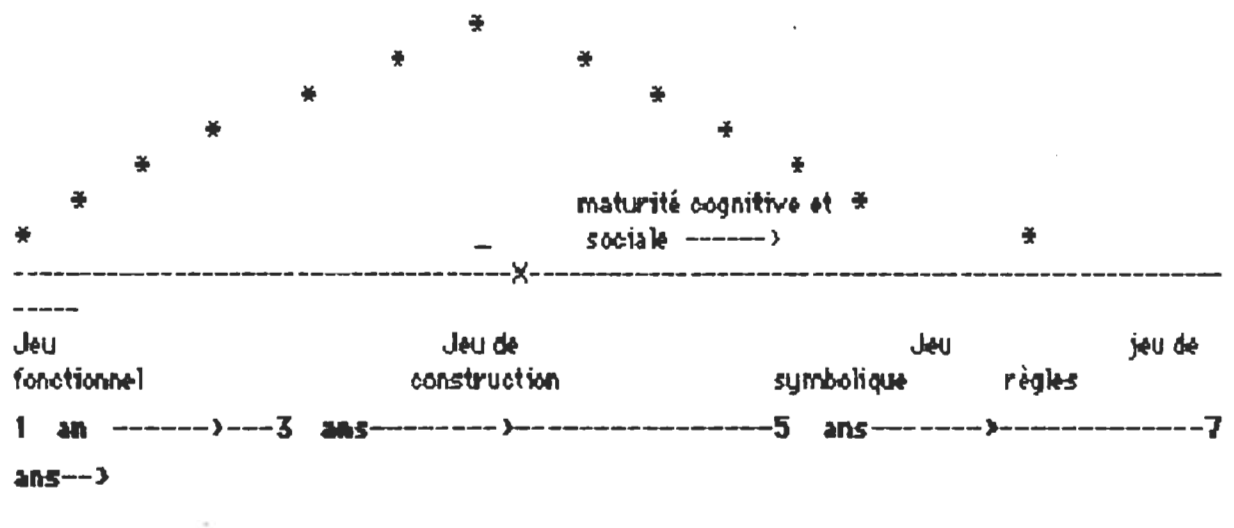 *
* *
* *
* *
* *
* maturité cognitive et *
* _ sociale ------> *
--------------------------------------X-----------------------------------------------------
-----
Jeu Jeu de Jeu jeu de
fonctionnel construction symbolique règles
1 an ------->---3 ans-------->----------------5 ans-------->--------------7
ans-->